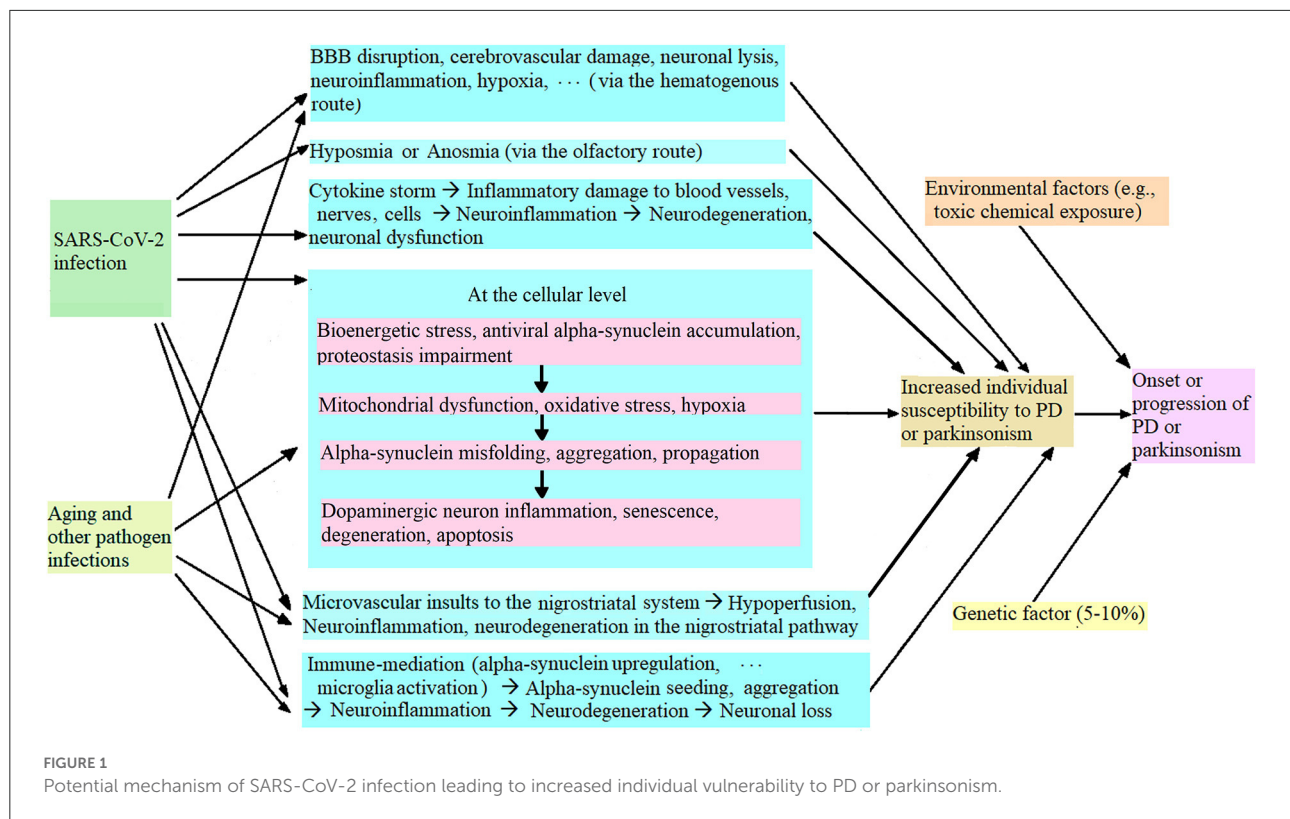 BBB disruption, cerebrovascular damage, neuronal lysis,
neuroinflammation, hypoxia, ··· (via the hematogenous
route)
Hyposmia or Anosmia (via the olfactory route)
Cytokine storm → Inflammatory damage to blood vessels,
nerves, cells → Neuroinflammation → Neurodegeneration,
neuronal dysfunction
SARS-CoV-2
infection
At the cellular level
Bioenergetic stress, antiviral alpha-synuclein accumulation,
proteostasis impairment
Mitochondrial dysfunction, oxidative stress, hypoxia
Alpha-synuclein misfolding, aggregation, propagation
Dopaminergic neuron inflammation, senescence,
degeneration, apoptosis
Aging and
other pathogen
infections
Microvascular insults to the nigrostriatal system → Hypoperfusion,
Neuroinflammation, neurodegeneration in the nigrostriatal pathway
Immune-mediation (alpha-synuclein upregulation, ···
microglia activation) → Alpha-synuclein seeding, aggregation
→ Neuroinflammation → Neurodegeneration → Neuronal loss
Environmental factors (e.g.,
toxic chemical exposure)
Increased individual
susceptibility to PD
or parkinsonism
Onset or
progression of
PD or
parkinsonism
Genetic factor (5-10%)
FIGURE 1
Potential mechanism of SARS-CoV-2 infection leading to increased individual vulnerability to PD or parkinsonism.